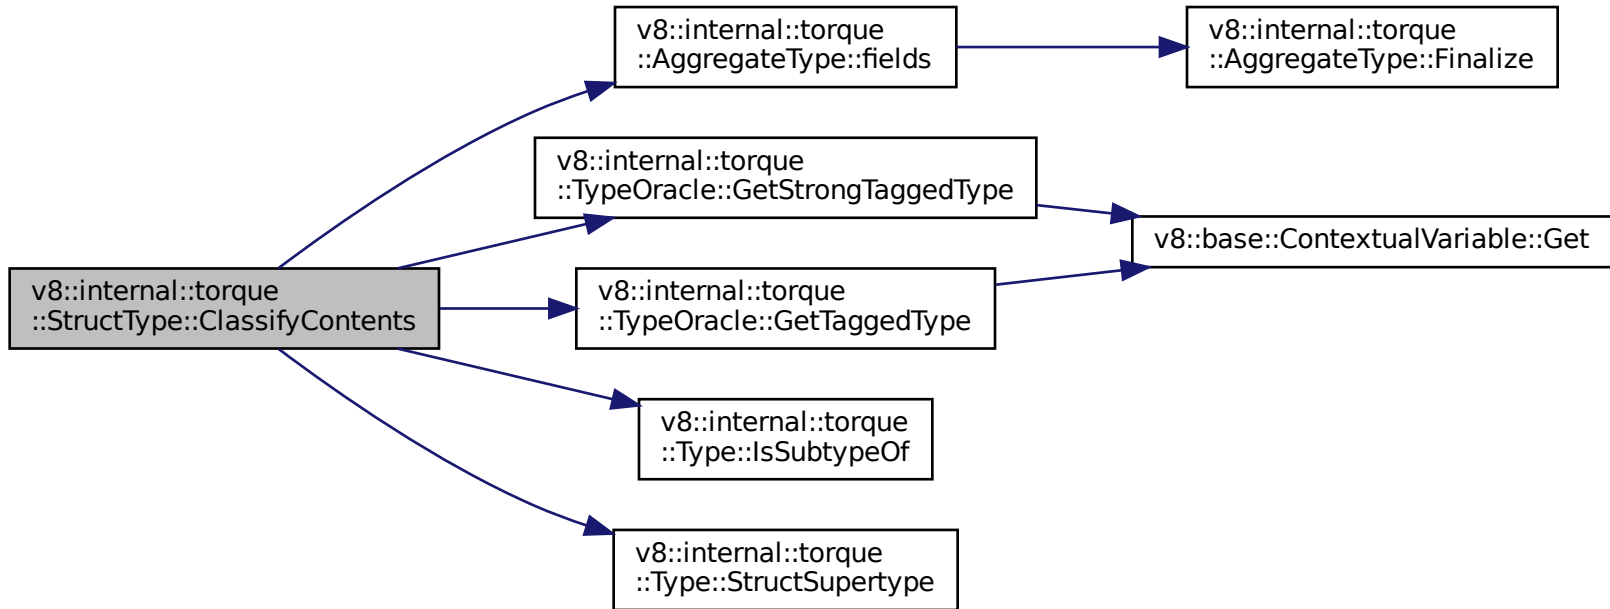 v8::internal::torque
::AggregateType::fields
v8::internal::torque
::AggregateType::Finalize
v8::internal::torque
::TypeOracle::GetStrongTaggedType
v8::base::ContextualVariable::Get
v8::internal::torque
::StructType::ClassifyContents
v8::internal::torque
::TypeOracle::GetTaggedType
v8::internal::torque
::Type::IsSubtypeOf
v8::internal::torque
::Type::StructSupertype